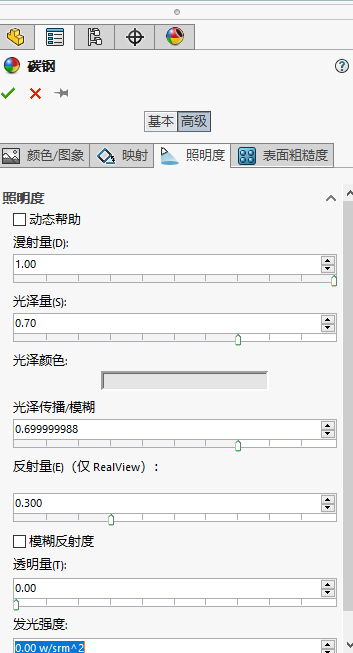 碳钢
基本 高级
颜色/图象 映射 照明度 表面粗糙度
照明度
动态帮助
漫射量(D):
1.00
光泽量(S):
0.70
光泽颜色:
光泽传播/模糊
0.699999988
反射量(E)（仅 RealView）:
0.300
模糊反射度
透明量(T):
0.00
发光强度:
0.00 w/srm^2